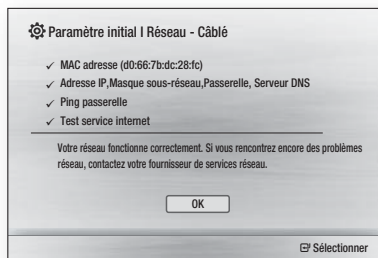 Paramètre initial I Réseau - Câblé
✓ MAC adresse (d0:66:7b:dc:28:fc)
✓ Adresse IP,Masque sous-réseau,Passerelle, Serveur DNS
✓ Ping passerelle
✓ Test service internet
Votre réseau fonctionne correctement. Si vous rencontrez encore des problèmes
réseau, contactez votre fournisseur de services réseau.
OK
Sélectionner